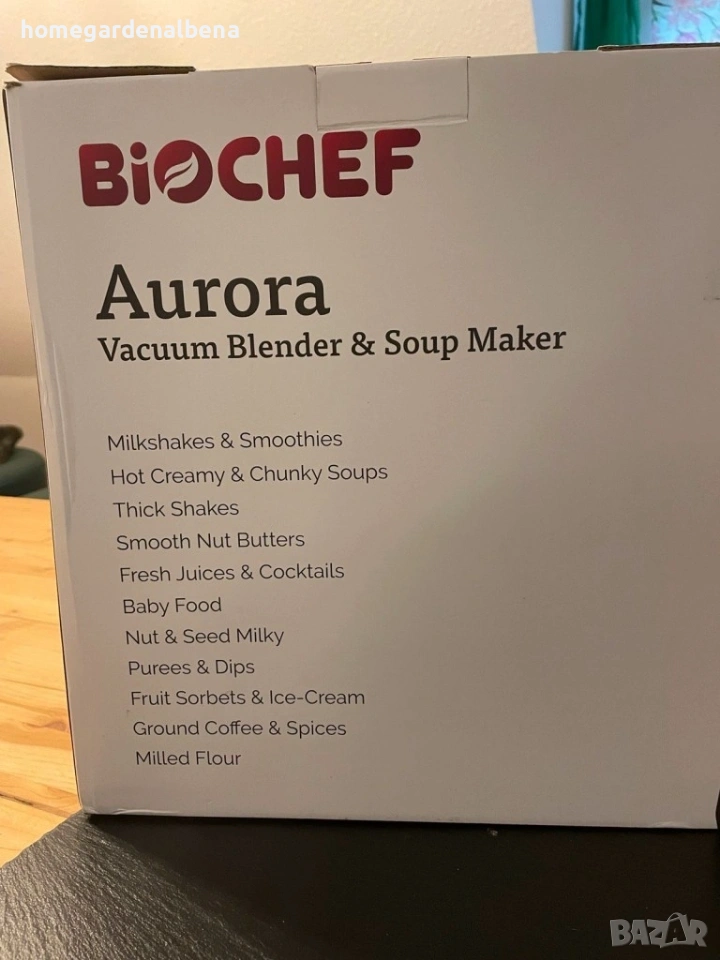 homegardenalbena
BiOCHEF
Aurora
Vacuum Blender & Soup Maker
Milkshakes & Smoothies
Hot Creamy & Chunky Soups
Thick Shakes
Smooth Nut Butters
Fresh Juices & Cocktails
Baby Food
Nut & Seed Milky
Purees & Dips
Fruit Sorbets & Ice-Cream
Ground Coffee & Spices
Milled Flour
BAZAR